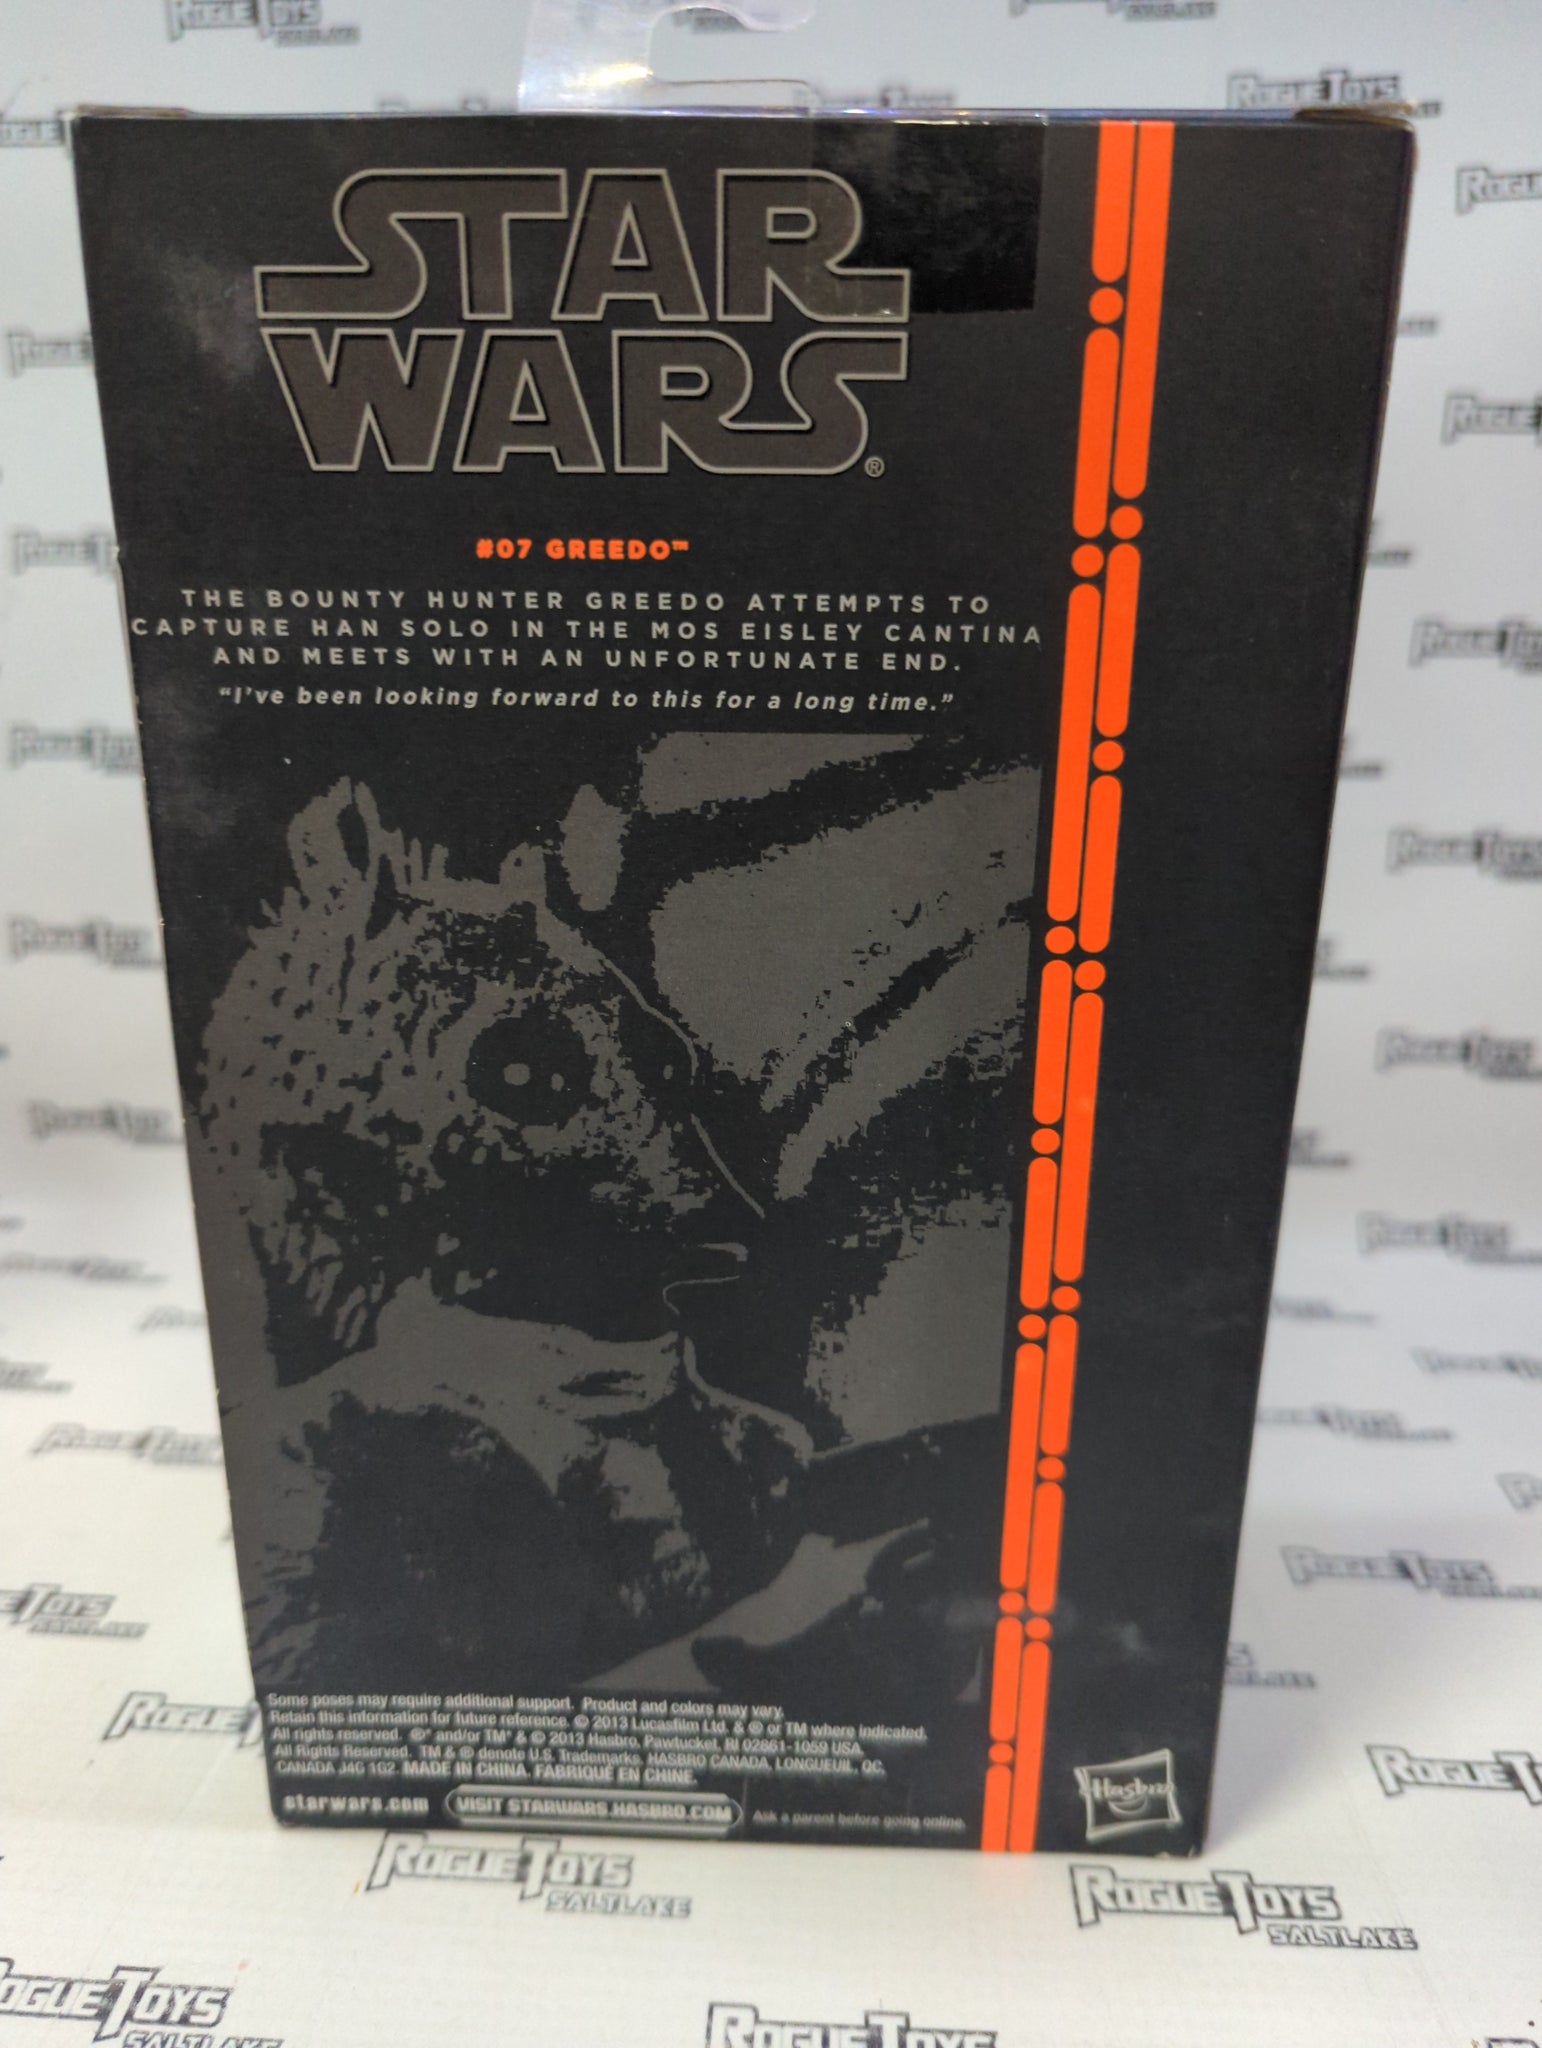 STAR
WARS®
#07 GREEDO™
THE BOUNTY HUNTER GREEDO ATTEMPTS TO
CAPTURE HAN SOLO IN THE MOS EISLEY CANTINA
AND MEETS WITH AN UNFORTUNATE END.
"I've been looking forward to this for a long time."
Some poses may require additional support. Product and colors may vary.
Retain this information for future reference. © 2013 Lucasfilm Ltd. & ® or TM where indicated.
All rights reserved. ®* and/or TM* & © 2013 Hasbro, Pawtucket, RI 02861-1059 USA
All Rights Reserved. TM & ® denote U.S. Trademarks. HASBRO CANADA, LONGUEUIL, QC,
CANADA J4G 1G2. MADE IN CHINA. FABRIQUÉ EN CHINE.
starwars.com VISIT STARWARS.HASBRO.COM Ask a parent before going online.
Hasbro
ROGUE TOYS
SALT LAKE
ROGUE TOYS
SALT LAKE